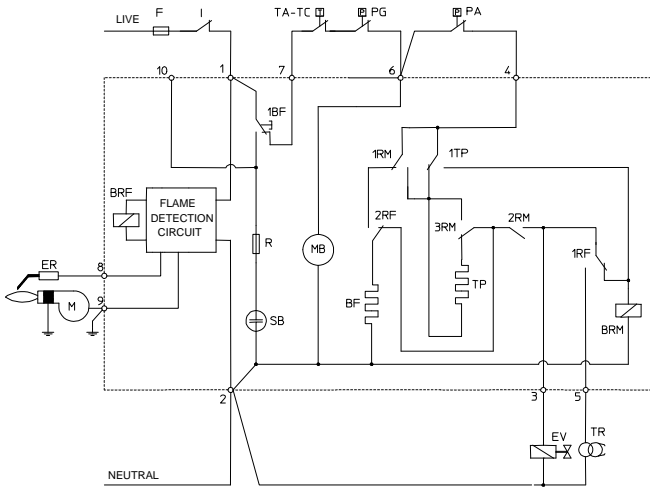 LIVE
F
I
TA-TC T
P PG
P PA
10
1
7
6
4
1BF
1RM
1TP
BRF
FLAME
DETECTION
CIRCUIT
R
MB
2RF
3RM
2RM
1RF
ER
8
9
M
BF
TP
BRM
SB
2
3
5
EV
TR
NEUTRAL